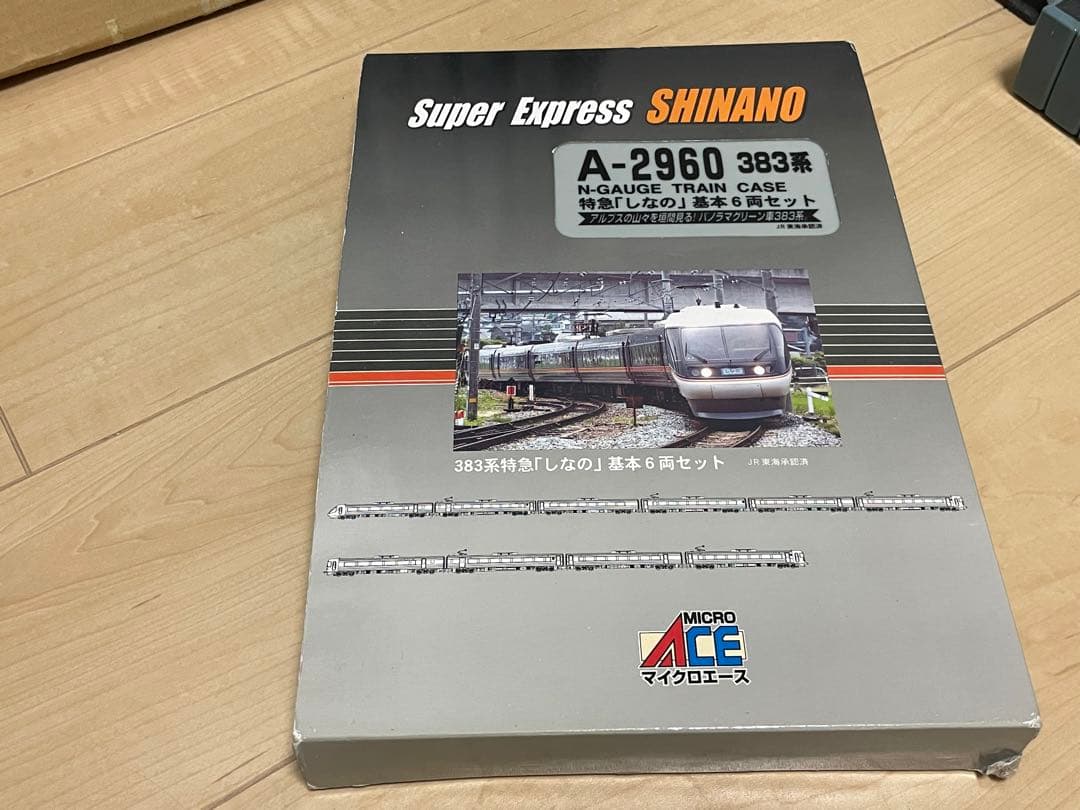 Super Express SHINANO
A-2960 383系
N-GAUGE TRAIN CASE
特急「しなの」基本6両セット
アルプスの山々を垣間見る!パノラマグリーン車383系
JR東海承認済
383系特急「しなの」基本6両セット JR東海承認済
MICRO
ACE
マイクロエース